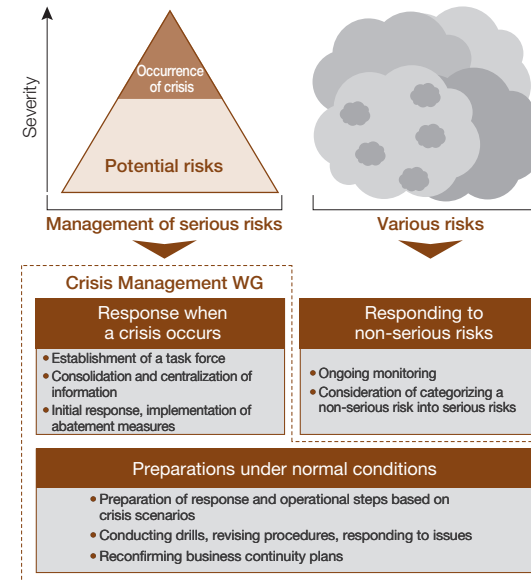 Severity
Occurrence
of crisis
Potential risks
Management of serious risks
Various risks
Crisis Management WG
Response when
a crisis occurs
• Establishment of a task force
• Consolidation and centralization of
information
• Initial response, implementation of
abatement measures
Responding to
non-serious risks
• Ongoing monitoring
• Consideration of categorizing a
non-serious risk into serious risks
Preparations under normal conditions
• Preparation of response and operational steps based on
crisis scenarios
• Conducting drills, revising procedures, responding to issues
• Reconfirming business continuity plans